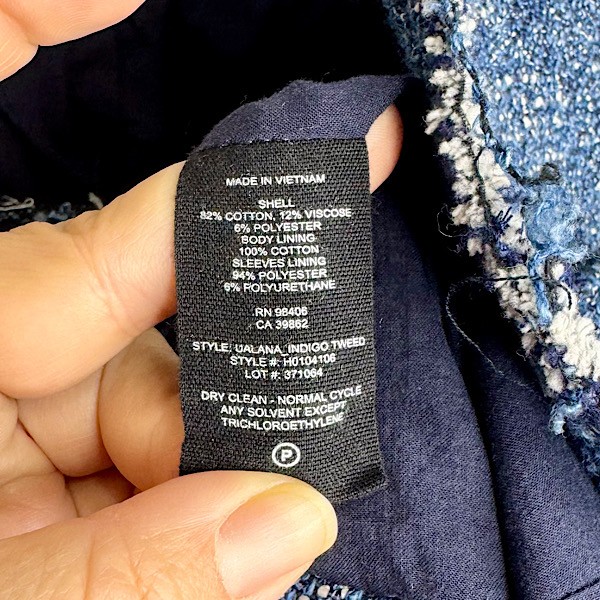 MADE IN VIETNAM
SHELL
82% COTTON, 12% VISCOSE
6% POLYESTER
BODY LINING
100% COTTON
SLEEVES LINING
94% POLYESTER
6% POLYURETHANE
RN 98406
CA 39862
STYLE: UALANA_INDIGO TWEED
STYLE #: H0104106
LOT #: 371064
DRY CLEAN - NORMAL CYCLE
ANY SOLVENT EXCEPT
TRICHLOROETHYLENE
P